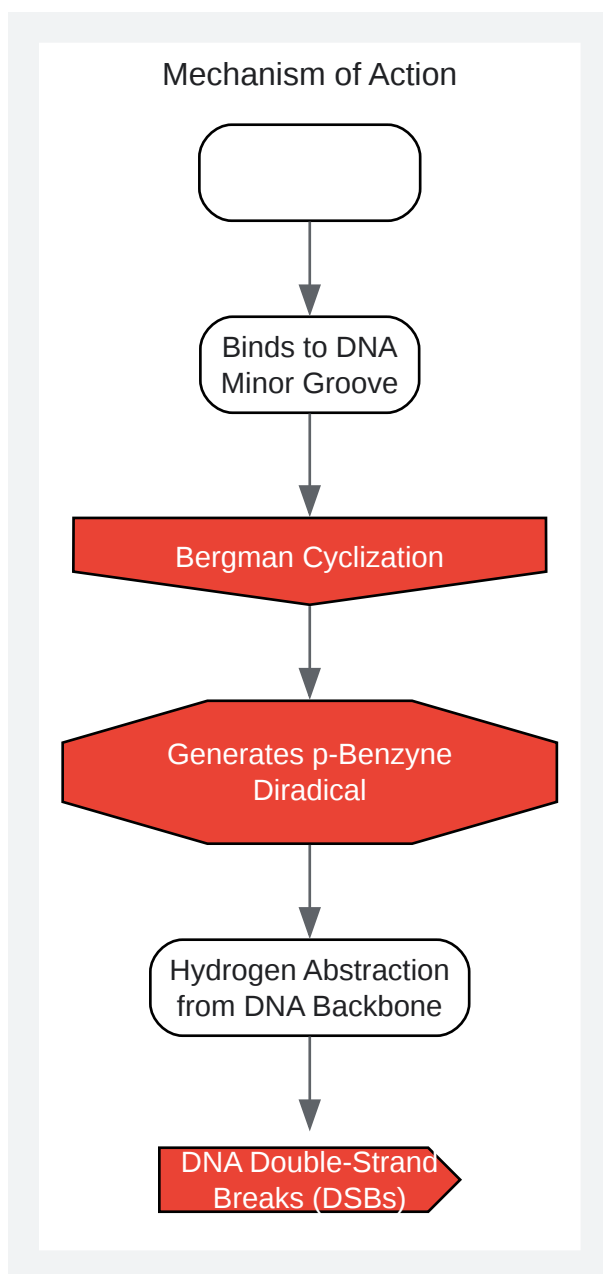 Mechanism of Action
Binds to DNA
Minor Groove
Bergman Cyclization
Generates p-Benzyne
Diradical
Hydrogen Abstraction
from DNA Backbone
DNA Double-Strand
Breaks (DSBs)